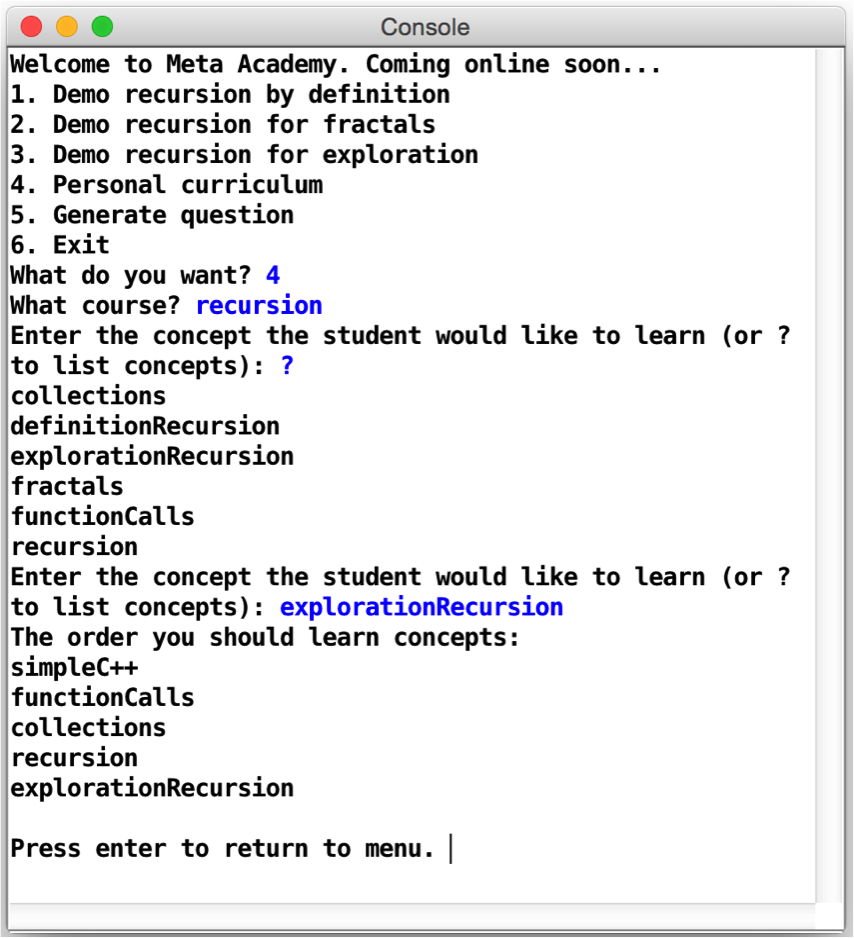 Console
Welcome to Meta Academy. Coming online soon...
1. Demo recursion by definition
2. Demo recursion for fractals
3. Demo recursion for exploration
4. Personal curriculum
5. Generate question
6. Exit
What do you want? 4
What course? recursion
Enter the concept the student would like to learn (or ?
to list concepts): ?
collections
definitionRecursion
explorationRecursion
fractals
functionCalls
recursion
Enter the concept the student would like to learn (or ?
to list concepts): explorationRecursion
The order you should learn concepts:
simpleC++
functionCalls
collections
recursion
explorationRecursion
Press enter to return to menu.